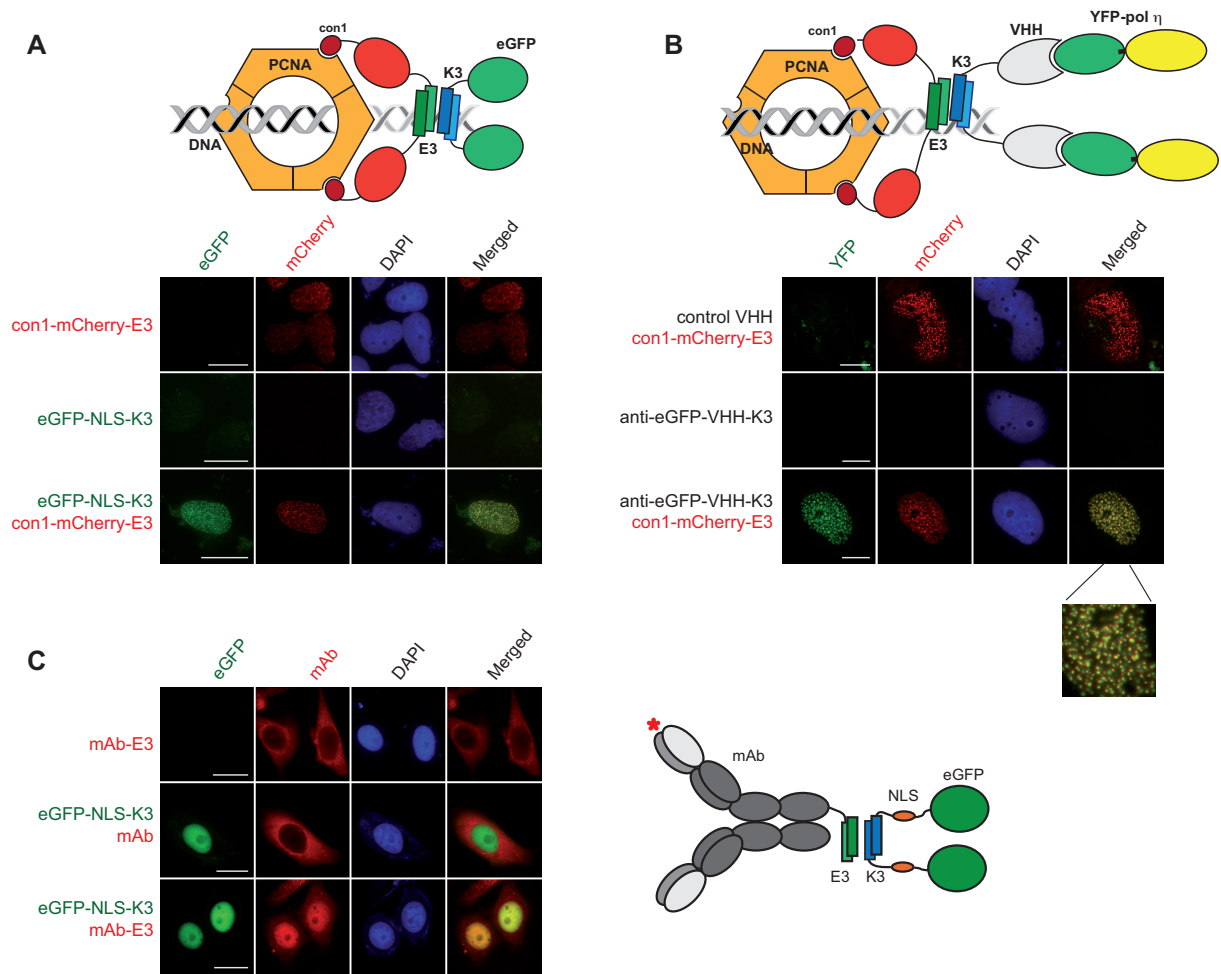 A
con1
eGFP
PCNA
K3
DNA
E3
eGFP
mCherry
DAPI
Merged
con1-mCherry-E3
eGFP-NLS-K3
eGFP-NLS-K3
con1-mCherry-E3
B
con1
VHH
YFP-pol η
PCNA
K3
DNA
E3
YFP
mCherry
DAPI
Merged
control VHH
con1-mCherry-E3
anti-eGFP-VHH-K3
anti-eGFP-VHH-K3
con1-mCherry-E3
C
eGFP
mAb
DAPI
Merged
mAb-E3
eGFP-NLS-K3
mAb
eGFP-NLS-K3
mAb-E3
*
mAb
eGFP
NLS
E3
K3